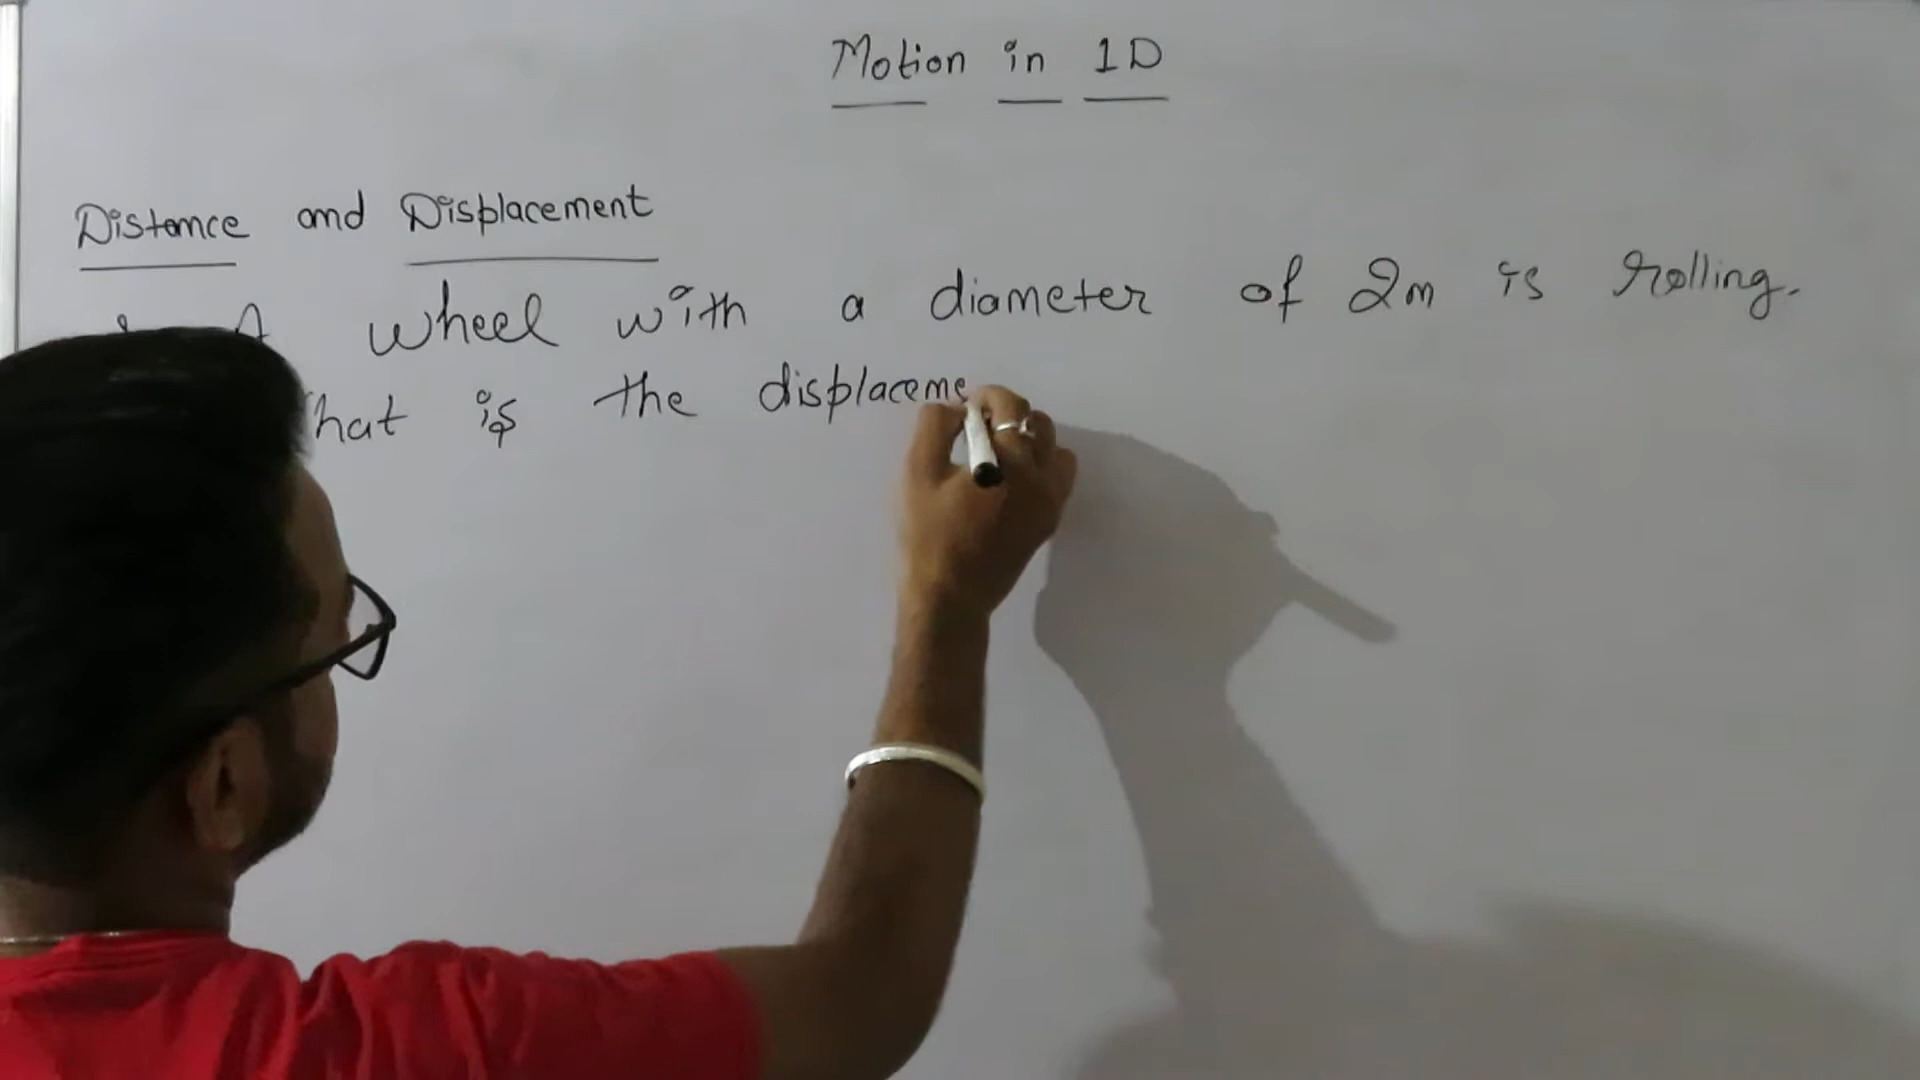 Motion in 1D
Distance and Displacement
A wheel with a diameter of 2m is rolling.
hat is the displaceme